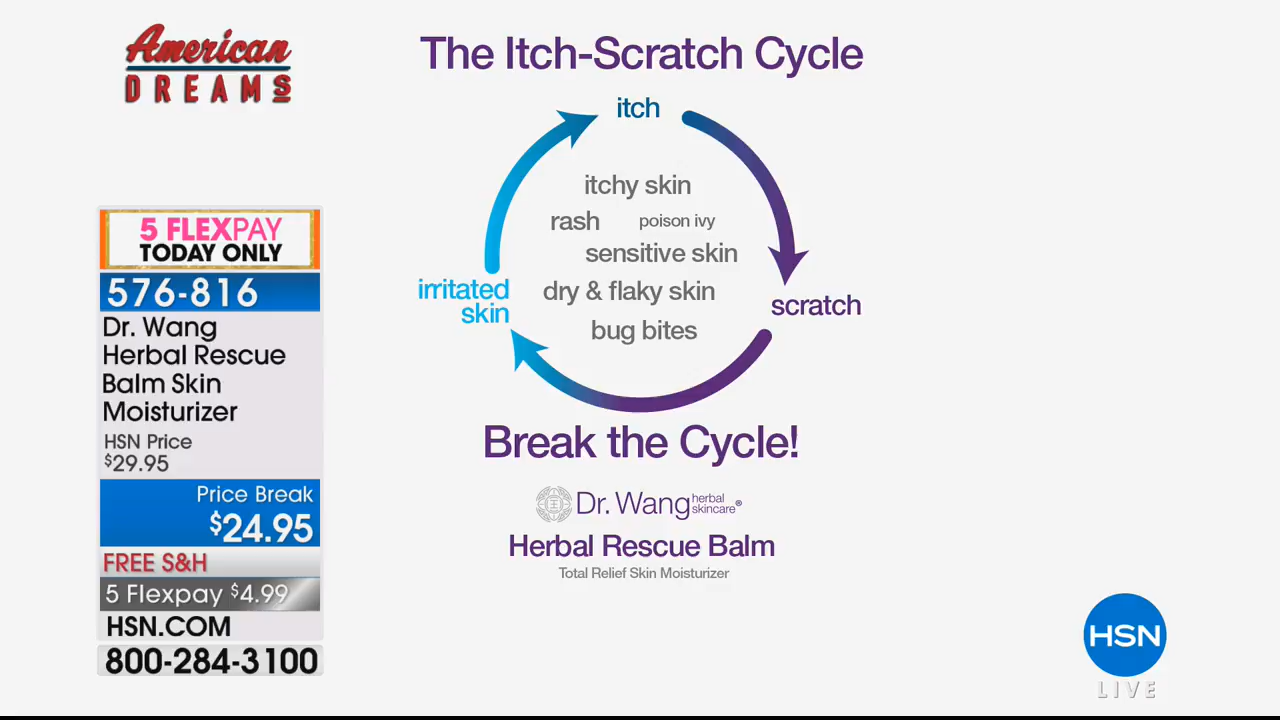 American
DREAMS
The Itch-Scratch Cycle
itch
itchy skin
rash poison ivy
sensitive skin
dry & flaky skin
bug bites
irritated
skin
scratch
Break the Cycle!
Dr. Wang herbal skincare®
Herbal Rescue Balm
Total Relief Skin Moisturizer
5 FLEXPAY
TODAY ONLY
576-816
Dr. Wang
Herbal Rescue
Balm Skin
Moisturizer
HSN Price
$29.95
Price Break
$24.95
FREE S&H
5 Flexpay $4.99
HSN.COM
800-284-3100
HSN
LIVE